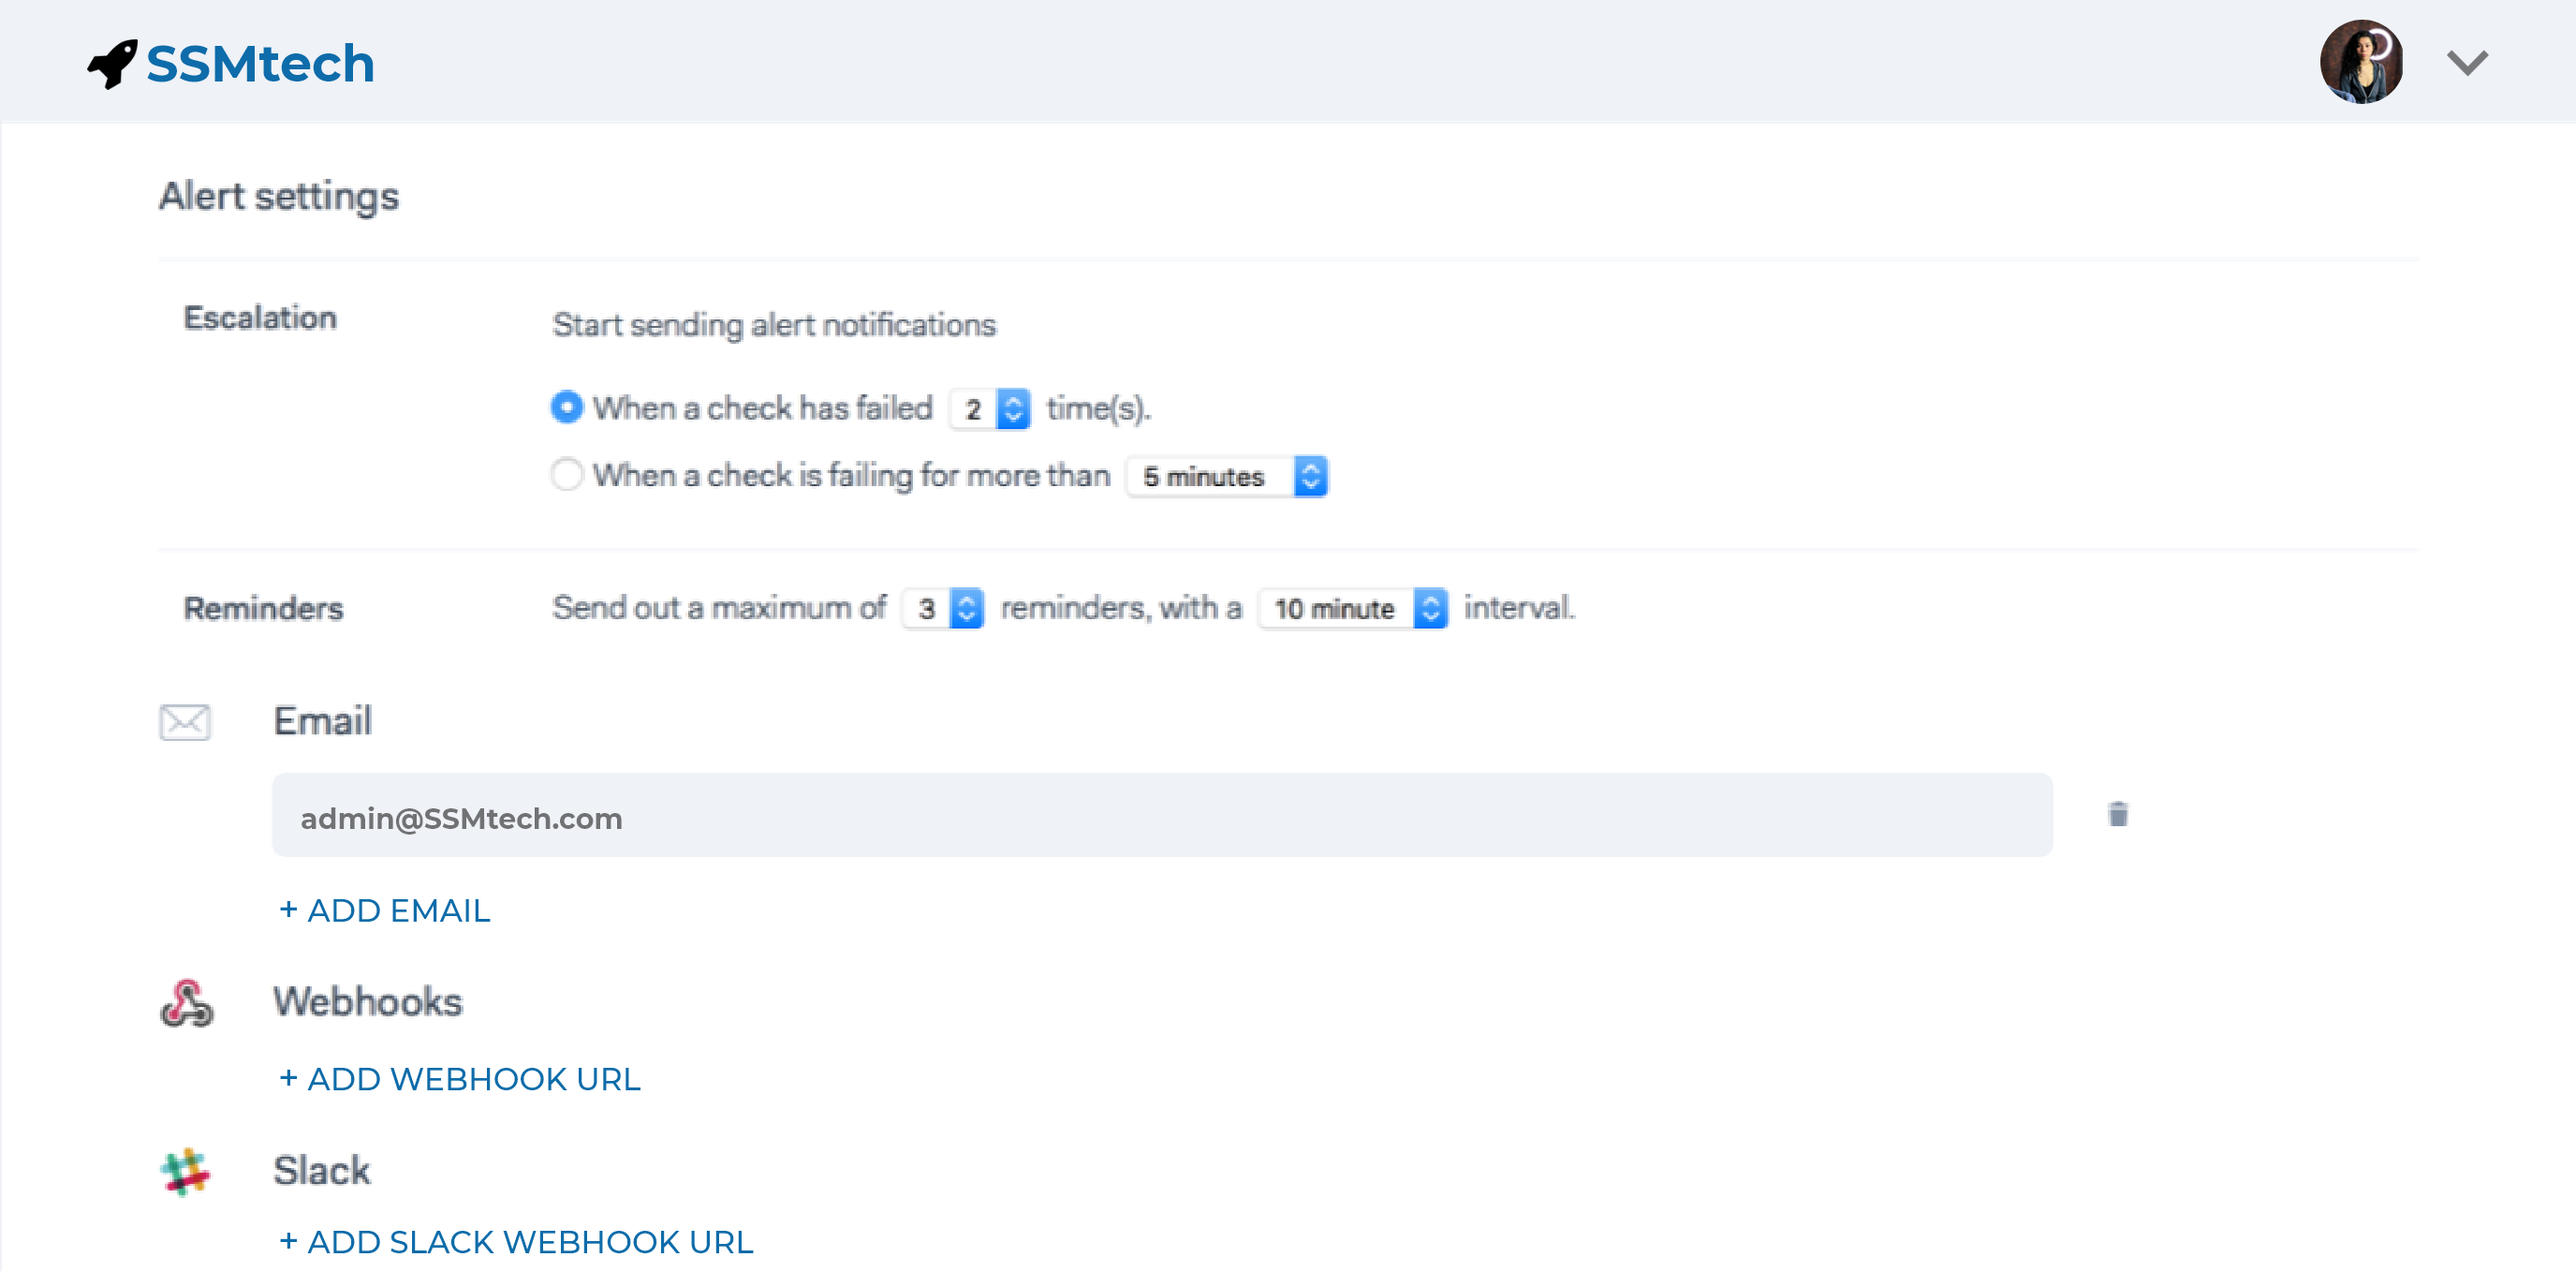 SSMtech
Alert settings
Escalation
Start sending alert notifications
When a check has failed 2 time(s).
When a check is failing for more than 5 minutes
Reminders
Send out a maximum of 3 reminders, with a 10 minute interval.
Email
admin@SSMtech.com
+ ADD EMAIL
Webhooks
+ ADD WEBHOOK URL
Slack
+ ADD SLACK WEBHOOK URL